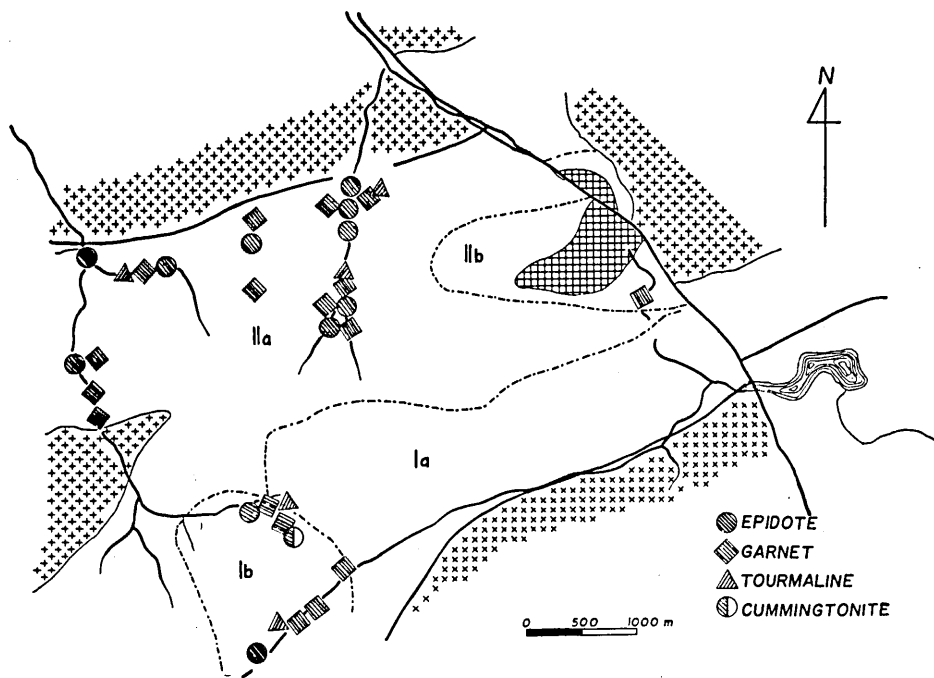 N
IIb
IIa
Ia
Ib
EPIDOTE
GARNET
TOURMALINE
CUMMINGTONITE
0 500 1000 m